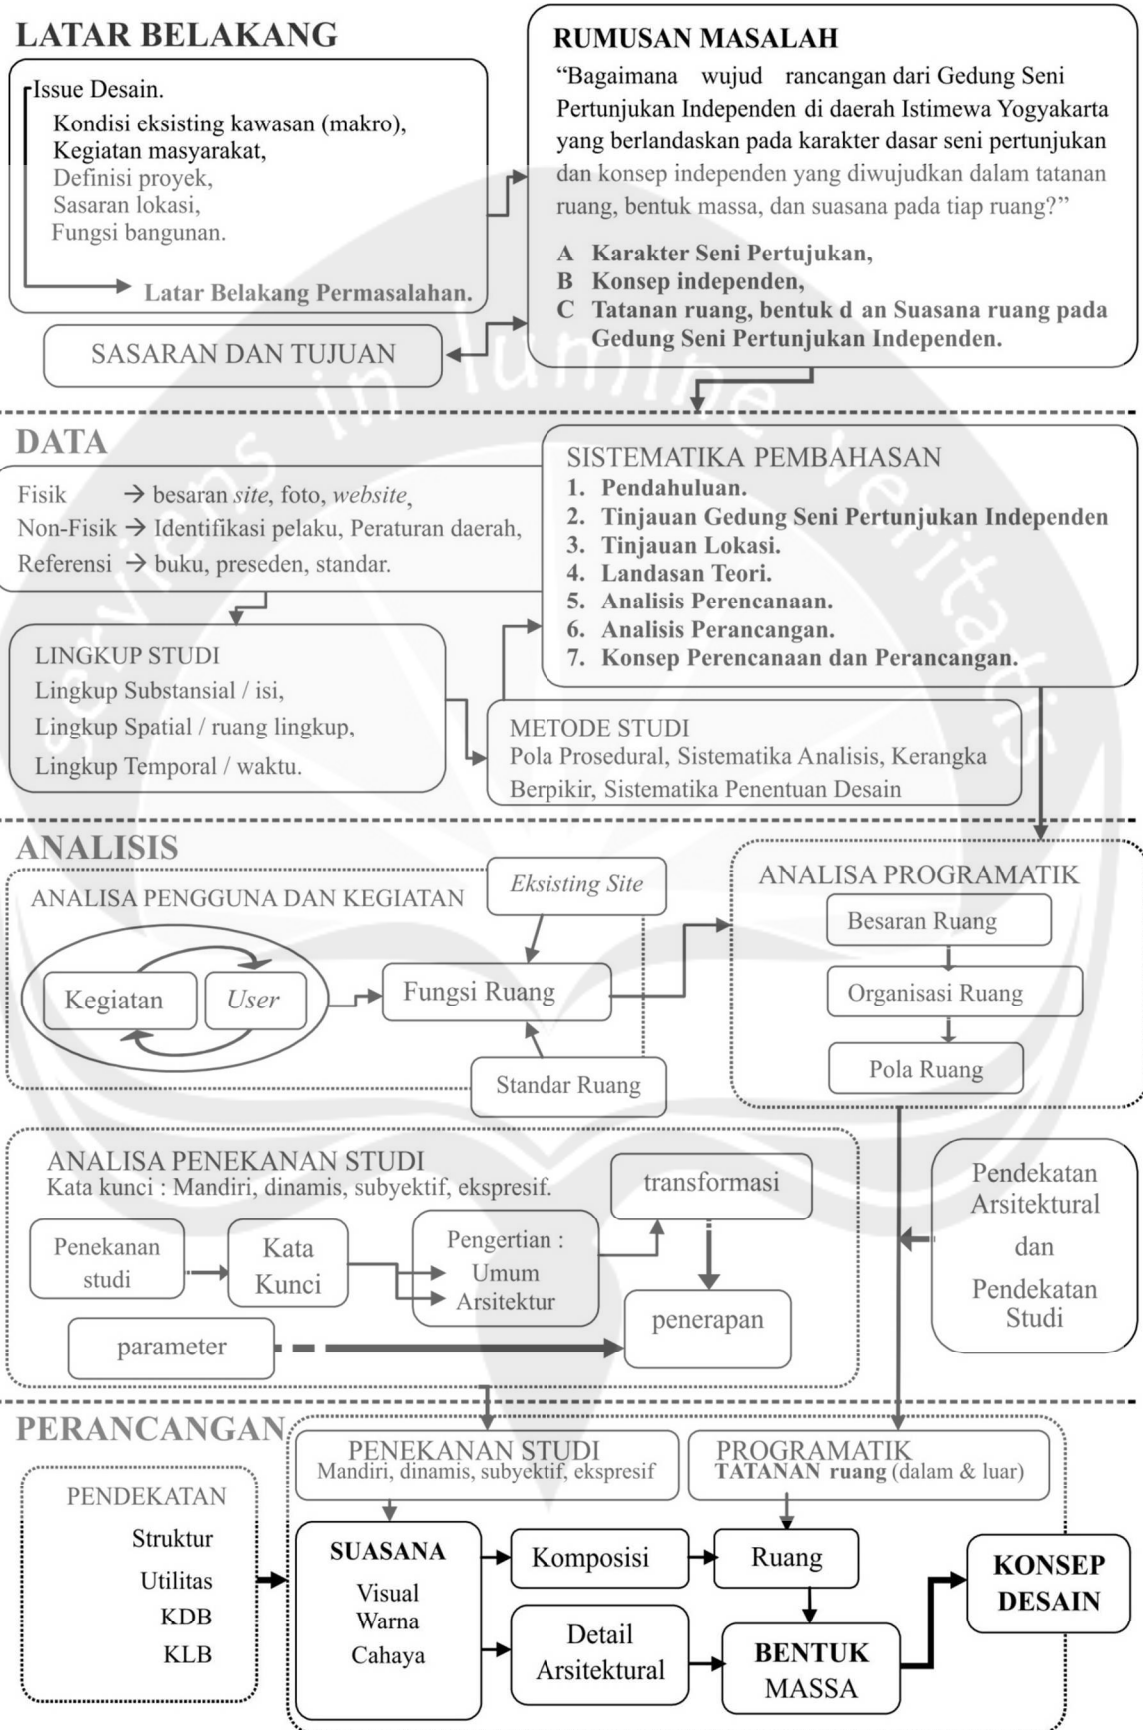 LATAR BELAKANG
Issue Desain.
Kondisi eksisting kawasan (makro),
Kegiatan masyarakat,
Definisi proyek,
Sasaran lokasi,
Fungsi bangunan.
Latar Belakang Permasalahan.
RUMUSAN MASALAH
“Bagaimana wujud rancangan dari Gedung Seni
Pertunjukan Independen di daerah Istimewa Yogyakarta
yang berlandaskan pada karakter dasar seni pertunjukan
dan konsep independen yang diwujudkan dalam tatanan
ruang, bentuk massa, dan suasana pada tiap ruang?”
A Karakter Seni Pertujukan,
B Konsep independen,
C Tatanan ruang, bentuk d an Suasana ruang pada
Gedung Seni Pertunjukan Independen.
SASARAN DAN TUJUAN
serviens in lumine veritatis
DATA
Fisik → besaran site, foto, website,
Non-Fisik → Identifikasi pelaku, Peraturan daerah,
Referensi → buku, preseden, standar.
SISTEMATIKA PEMBAHASAN
1. Pendahuluan.
2. Tinjauan Gedung Seni Pertunjukan Independen
3. Tinjauan Lokasi.
4. Landasan Teori.
5. Analisis Perencanaan.
6. Analisis Perancangan.
7. Konsep Perencanaan dan Perancangan.
LINGKUP STUDI
Lingkup Substansial / isi,
Lingkup Spatial / ruang lingkup,
Lingkup Temporal / waktu.
METODE STUDI
Pola Prosedural, Sistematika Analisis, Kerangka
Berpikir, Sistematika Penentuan Desain
ANALISIS
ANALISA PENGGUNA DAN KEGIATAN
Eksisting Site
Kegiatan
User
Fungsi Ruang
Standar Ruang
ANALISA PROGRAMATIK
Besaran Ruang
Organisasi Ruang
Pola Ruang
ANALISA PENEKANAN STUDI
Kata kunci : Mandiri, dinamis, subyektif, ekspresif.
Penekanan
studi
Kata
Kunci
Pengertian :
Umum
Arsitektur
transformasi
penerapan
parameter
Pendekatan
Arsitektural
dan
Pendekatan
Studi
PERANCANGAN
PENDEKATAN
Struktur
Utilitas
KDB
KLB
PENEKANAN STUDI
Mandiri, dinamis, subyektif, ekspresif
PROGRAMATIK
TATANAN ruang (dalam & luar)
SUASANA
Visual
Warna
Cahaya
Komposisi
Ruang
Detail
Arsitektural
BENTUK
MASSA
KONSEP
DESAIN